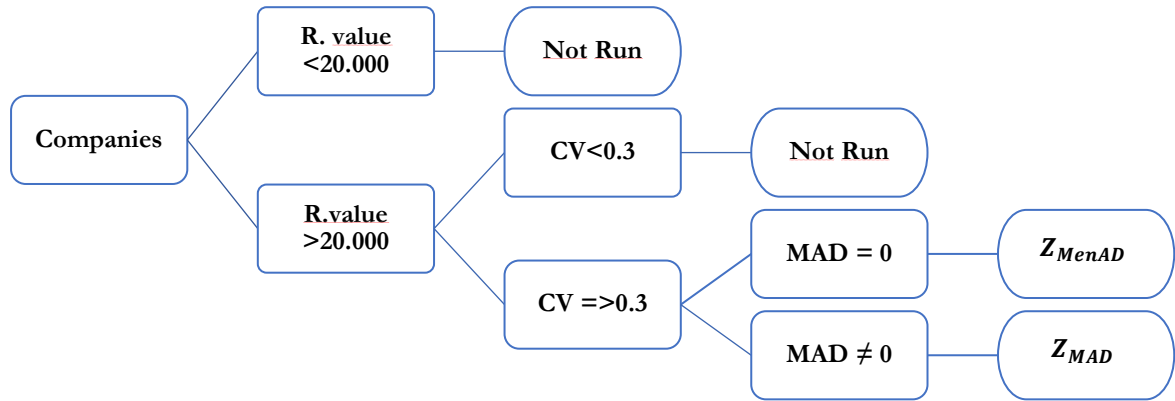 Companies
R. value
<20.000
Not Run
R.value
>20.000
CV<0.3
Not Run
CV =>0.3
MAD = 0
Z_MenAD
MAD ≠ 0
Z_MAD